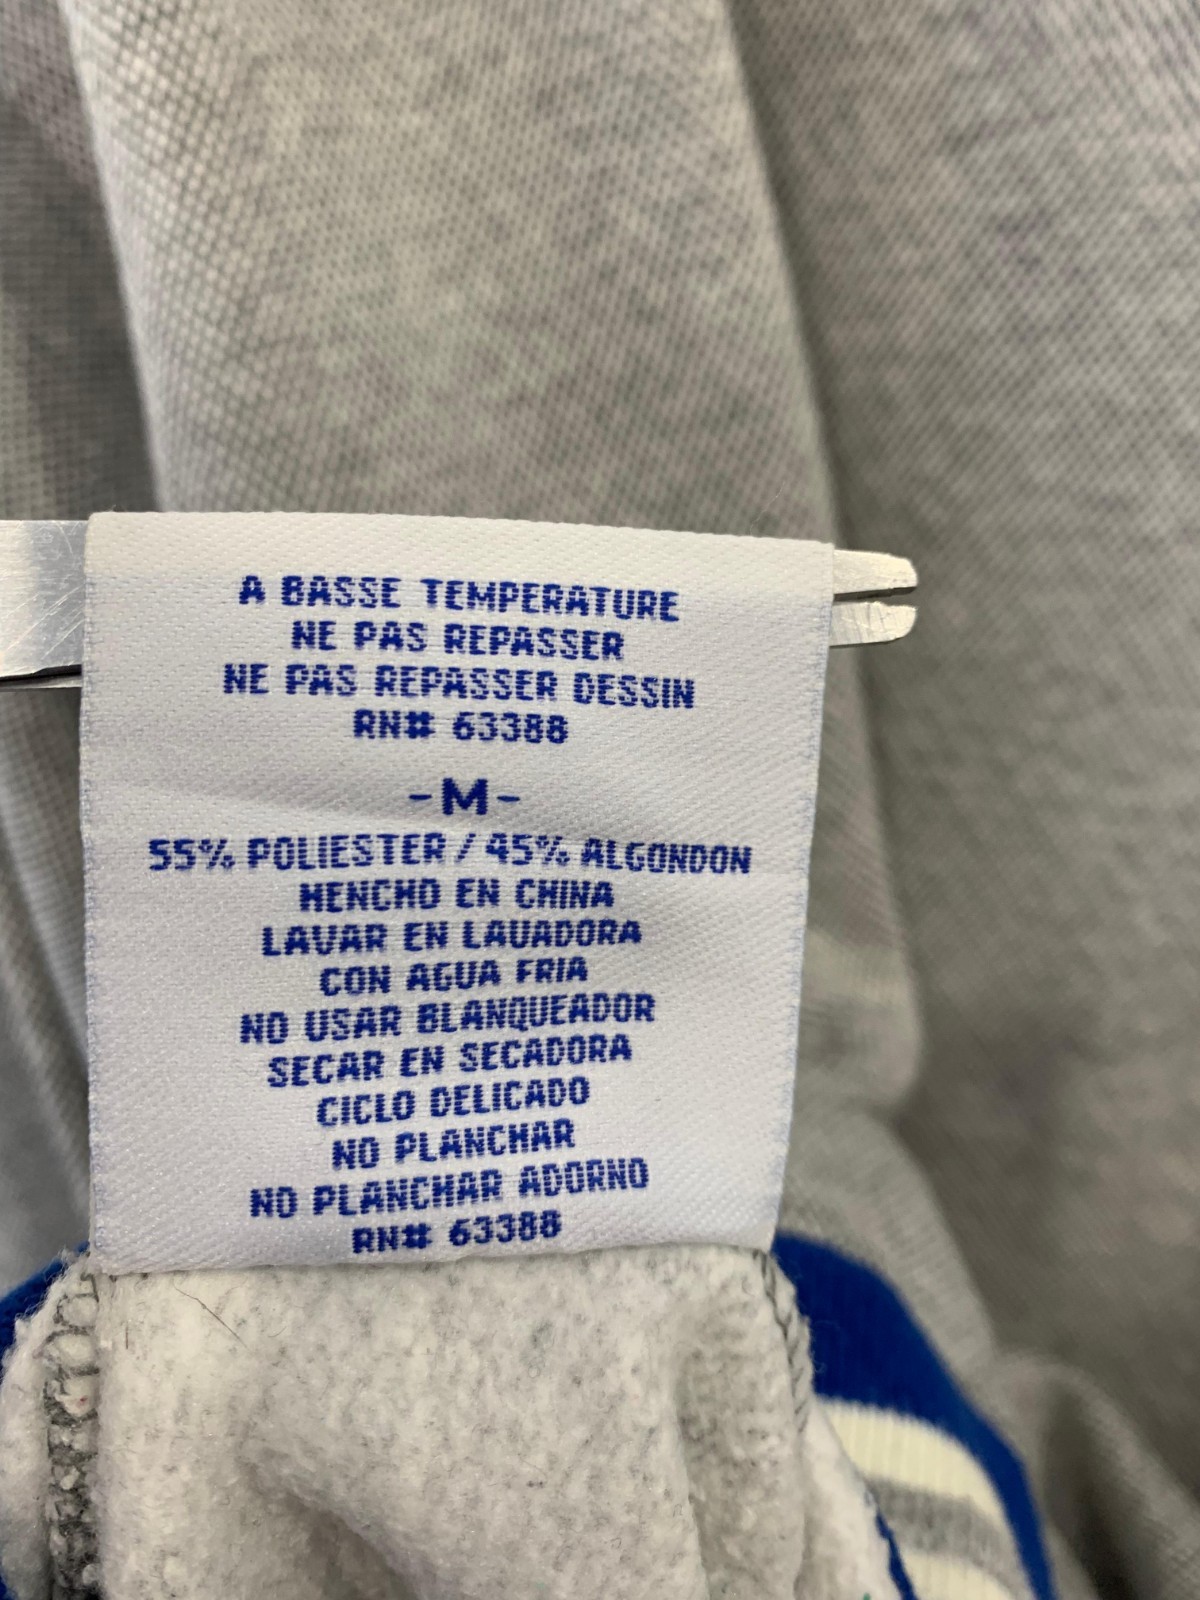 A BASSE TEMPERATURE
NE PAS REPASSER
NE PAS REPASSER DESSIN
RN# 63388
-M-
55% POLIESTER / 45% ALGONDON
HENCHO EN CHINA
LAVAR EN LAUADORA
CON AGUA FRIA
NO USAR BLANQUEADOR
SECAR EN SECADORA
CICLO DELICADO
NO PLANCHAR
NO PLANCHAR ADORNO
RN# 63388